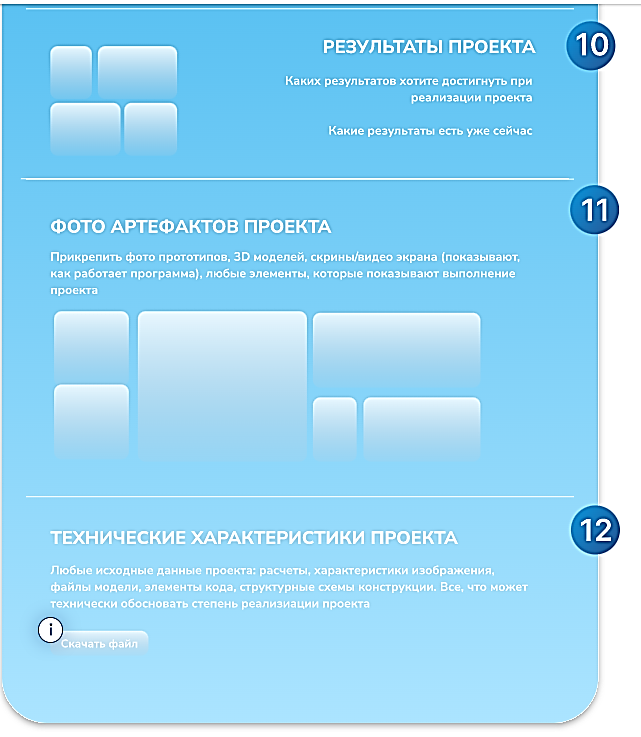 РЕЗУЛЬТАТЫ ПРОЕКТА
10
Каких результатов хотите достигнуть при
реализации проекта
Какие результаты есть уже сейчас
11
ФОТО АРТЕФАКТОВ ПРОЕКТА
Прикрепить фото прототипов, 3D моделей, скрины/видео экрана (показывают,
как работает программа), любые элементы, которые показывают выполнение
проекта
12
ТЕХНИЧЕСКИЕ ХАРАКТЕРИСТИКИ ПРОЕКТА
Любые исходные данные проекта: расчеты, характеристики изображения,
файлы модели, элементы кода, структурные схемы конструкции. Все, что может
технически обосновать степень реализиации проекта
i
Скачать файл